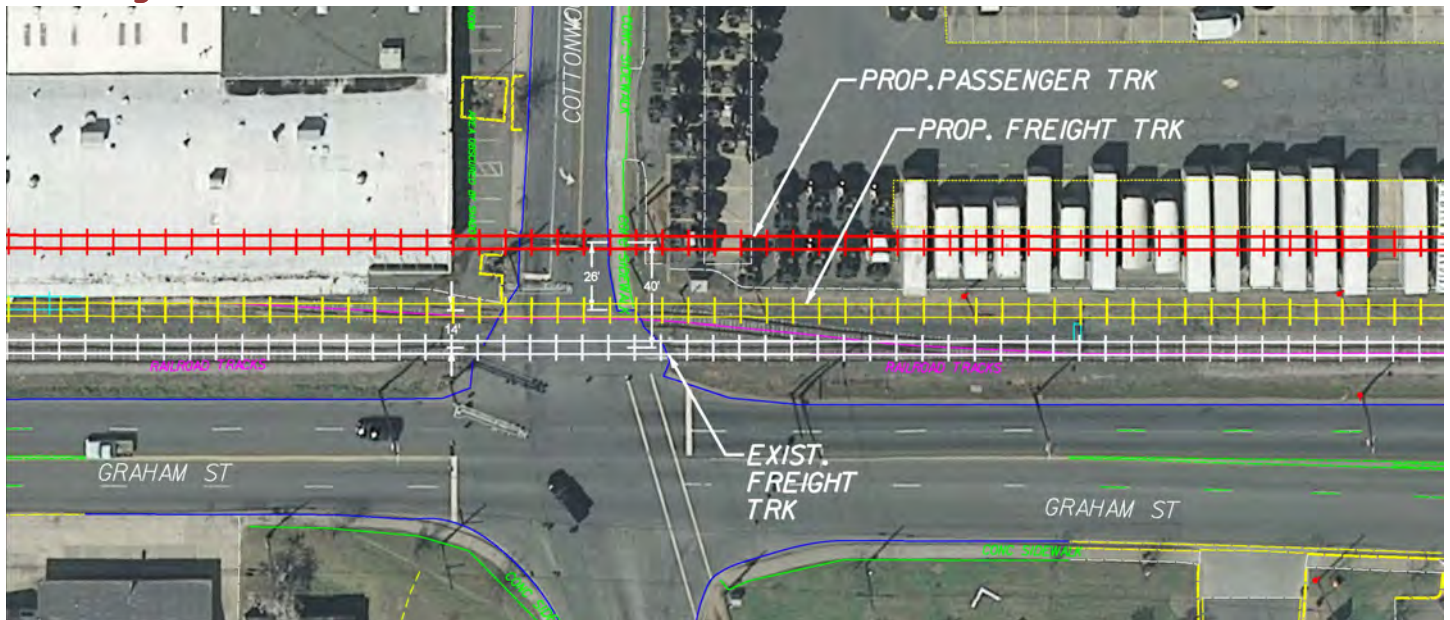 COTTONWO
PROP.PASSENGER TRK
PROP. FREIGHT TRK
26'
40'
14'
RAILROAD TRACKS
RAILROAD TRACKS
EXIST.
FREIGHT
TRK
GRAHAM ST
GRAHAM ST
CONC SIDEWALK